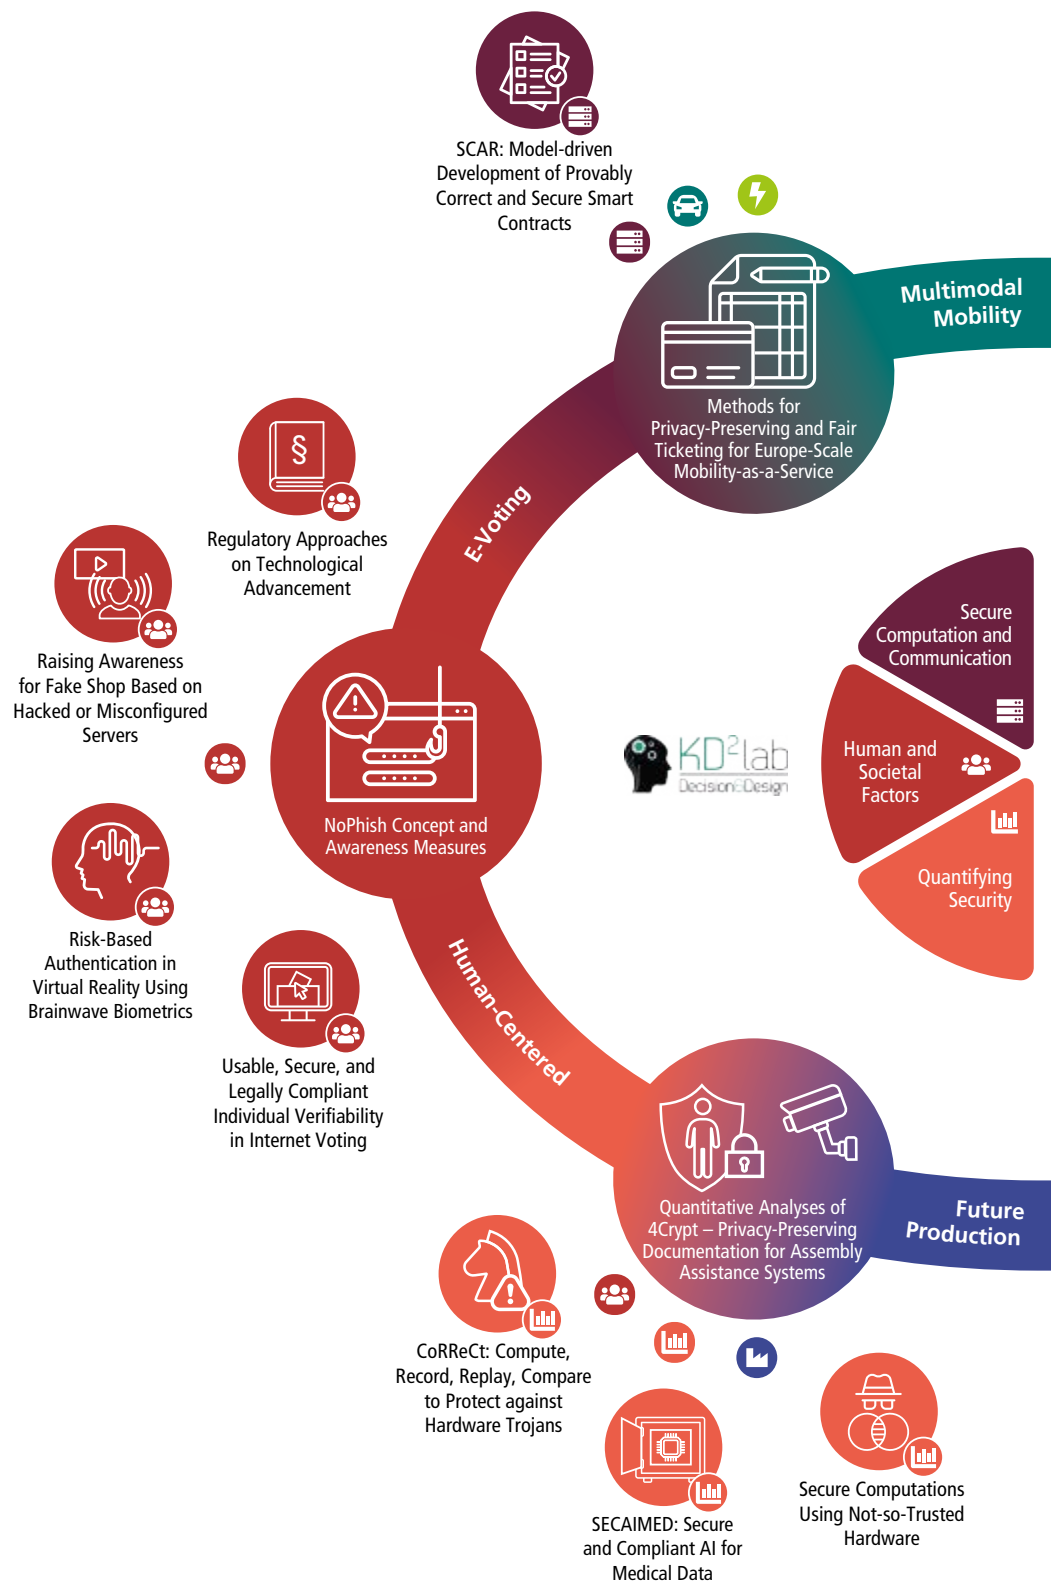 SCAR: Model-driven
Development of Provably
Correct and Secure Smart
Contracts
Multimodal
Mobility
Methods for
Privacy-Preserving and Fair
Ticketing for Europe-Scale
Mobility-as-a-Service
E-Voting
§
Regulatory Approaches
on Technological
Advancement
Raising Awareness
for Fake Shop Based on
Hacked or Misconfigured
Servers
Secure
Computation and
Communication
Human and
Societal
Factors
Quantifying
Security
KD²lab
Decision&Design
NoPhish Concept and
Awareness Measures
Risk-Based
Authentication in
Virtual Reality Using
Brainwave Biometrics
Human-Centered
Usable, Secure, and
Legally Compliant
Individual Verifiability
in Internet Voting
Quantitative Analyses of
4Crypt – Privacy-Preserving
Documentation for Assembly
Assistance Systems
Future
Production
CoRReCt: Compute,
Record, Replay, Compare
to Protect against
Hardware Trojans
SECAIMED: Secure
and Compliant AI for
Medical Data
Secure Computations
Using Not-so-Trusted
Hardware